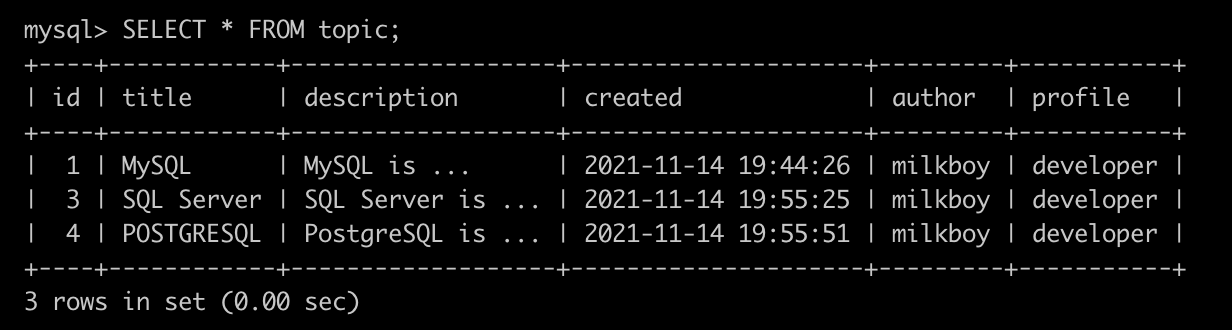 mysql> SELECT * FROM topic;
+----+------------+-------------------+---------------------+---------+-----------+
| id | title      | description       | created             | author  | profile   |
+----+------------+-------------------+---------------------+---------+-----------+
|  1 | MySQL      | MySQL is ...      | 2021-11-14 19:44:26 | milkboy | developer |
|  3 | SQL Server | SQL Server is ... | 2021-11-14 19:55:25 | milkboy | developer |
|  4 | POSTGRESQL | PostgreSQL is ... | 2021-11-14 19:55:51 | milkboy | developer |
+----+------------+-------------------+---------------------+---------+-----------+
3 rows in set (0.00 sec)